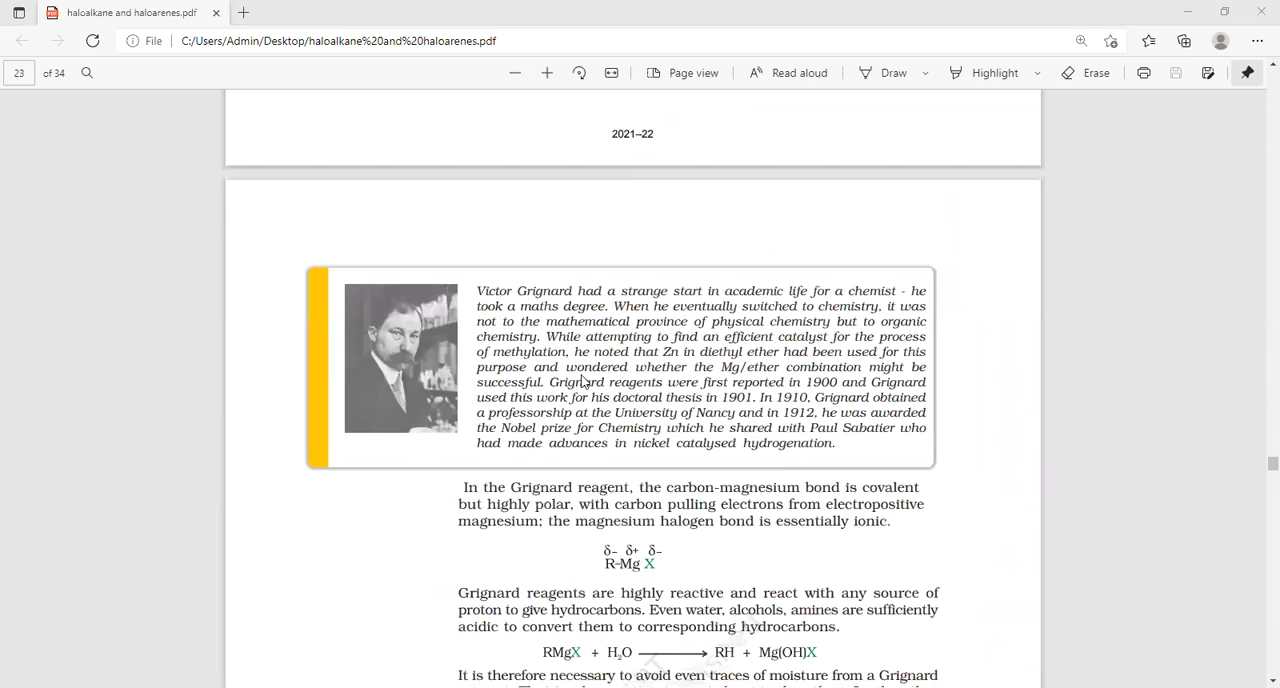 haloalkane and haloarenes.pdf
File
C:/Users/Admin/Desktop/haloalkane%20and%20haloarenes.pdf
23 of 34
Page view
Read aloud
Draw
Highlight
Erase
2021–22
Victor Grignard had a strange start in academic life for a chemist - he
took a maths degree. When he eventually switched to chemistry, it was
not to the mathematical province of physical chemistry but to organic
chemistry. While attempting to find an efficient catalyst for the process
of methylation, he noted that Zn in diethyl ether had been used for this
purpose and wondered whether the Mg/ether combination might be
successful. Grignard reagents were first reported in 1900 and Grignard
used this work for his doctoral thesis in 1901. In 1910, Grignard obtained
a professorship at the University of Nancy and in 1912, he was awarded
the Nobel prize for Chemistry which he shared with Paul Sabatier who
had made advances in nickel catalysed hydrogenation.
In the Grignard reagent, the carbon-magnesium bond is covalent
but highly polar, with carbon pulling electrons from electropositive
magnesium; the magnesium halogen bond is essentially ionic.
δ– δ+ δ–
R–Mg X
Grignard reagents are highly reactive and react with any source of
proton to give hydrocarbons. Even water, alcohols, amines are sufficiently
acidic to convert them to corresponding hydrocarbons.
RMgX + H₂O ⟶ RH + Mg(OH)X
It is therefore necessary to avoid even traces of moisture from a Grignard